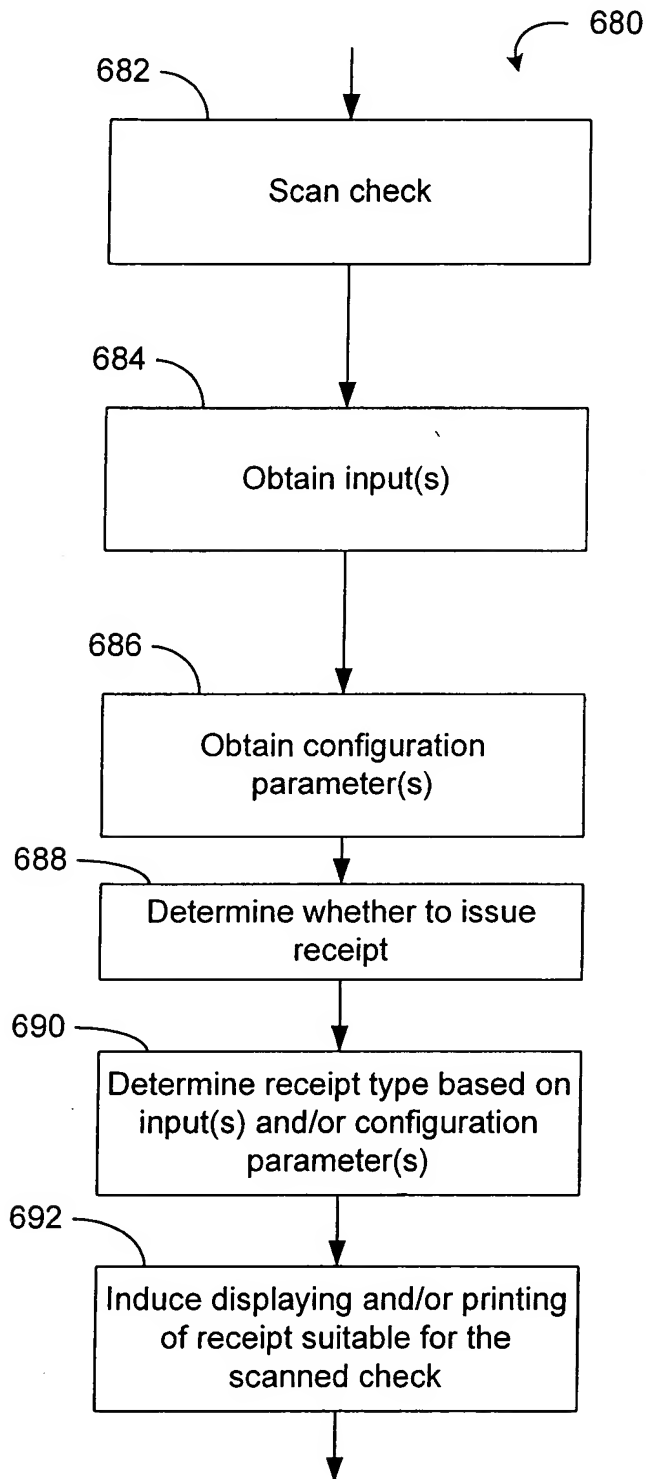 680
682
Scan check
684
Obtain input(s)
686
Obtain configuration
parameter(s)
688
Determine whether to issue
receipt
690
Determine receipt type based on
input(s) and/or configuration
parameter(s)
692
Induce displaying and/or printing
of receipt suitable for the
scanned check